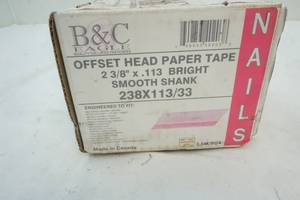 B&C
EAGLE
OFFSET HEAD PAPER TAPE
2 3/8" x .113 BRIGHT
SMOOTH SHANK
238X113/33
ENGINEERED TO FIT:
Made in Canada
NAILS